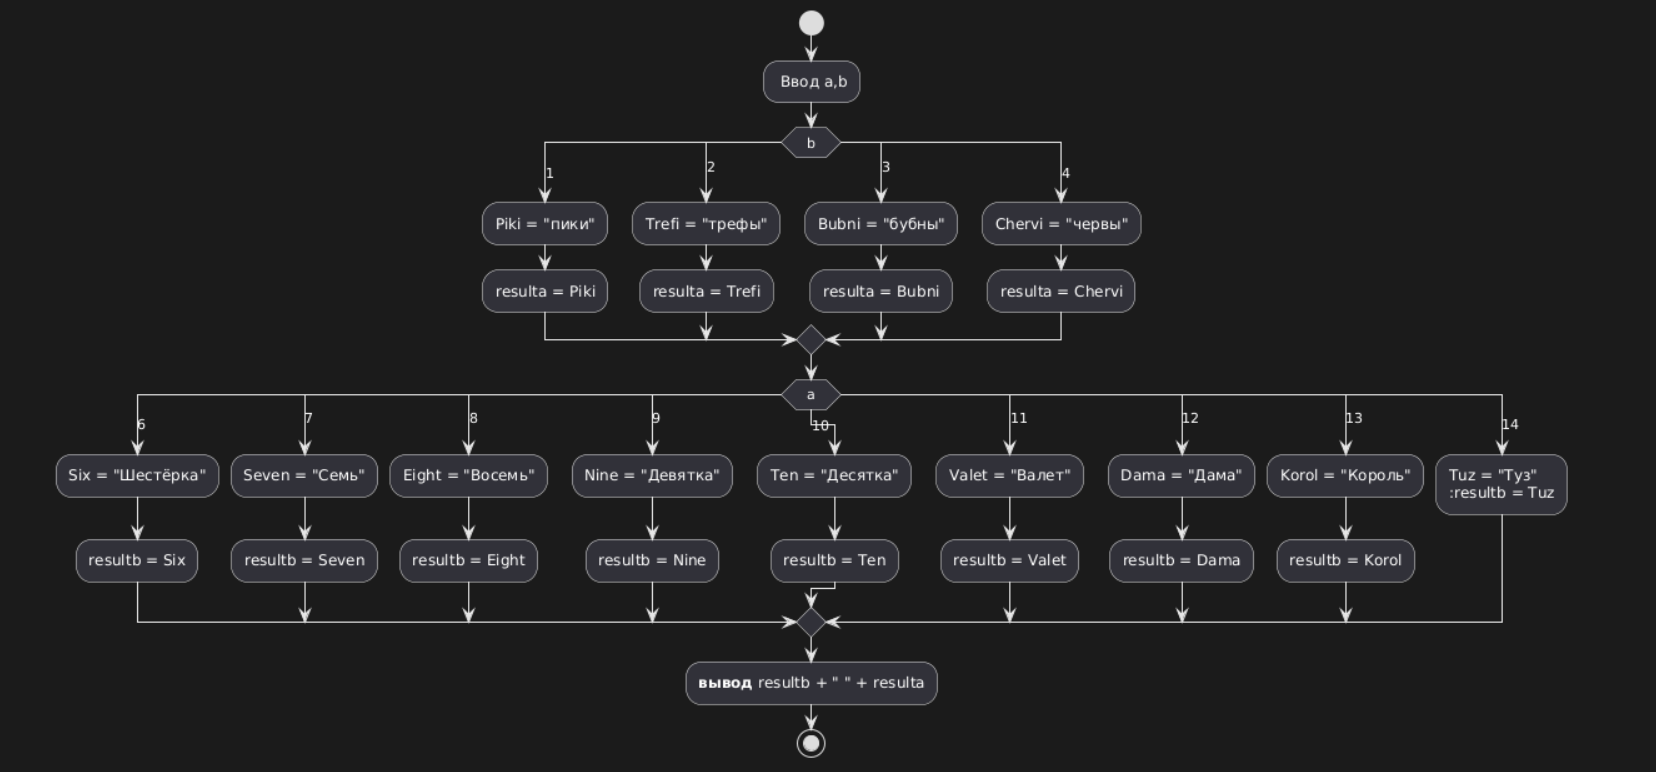 Ввод a,b
b
1
2
3
4
Piki = "пики"
Trefi = "трефы"
Bubni = "бубны"
Chervi = "червы"
resulta = Piki
resulta = Trefi
resulta = Bubni
resulta = Chervi
a
6
7
8
9
10
11
12
13
14
Six = "Шестёрка"
Seven = "Семь"
Eight = "Восемь"
Nine = "Девятка"
Ten = "Десятка"
Valet = "Валет"
Dama = "Дама"
Korol = "Король"
Tuz = "Туз"
:resultb = Tuz
resultb = Six
resultb = Seven
resultb = Eight
resultb = Nine
resultb = Ten
resultb = Valet
resultb = Dama
resultb = Korol
вывод resultb + " " + resulta